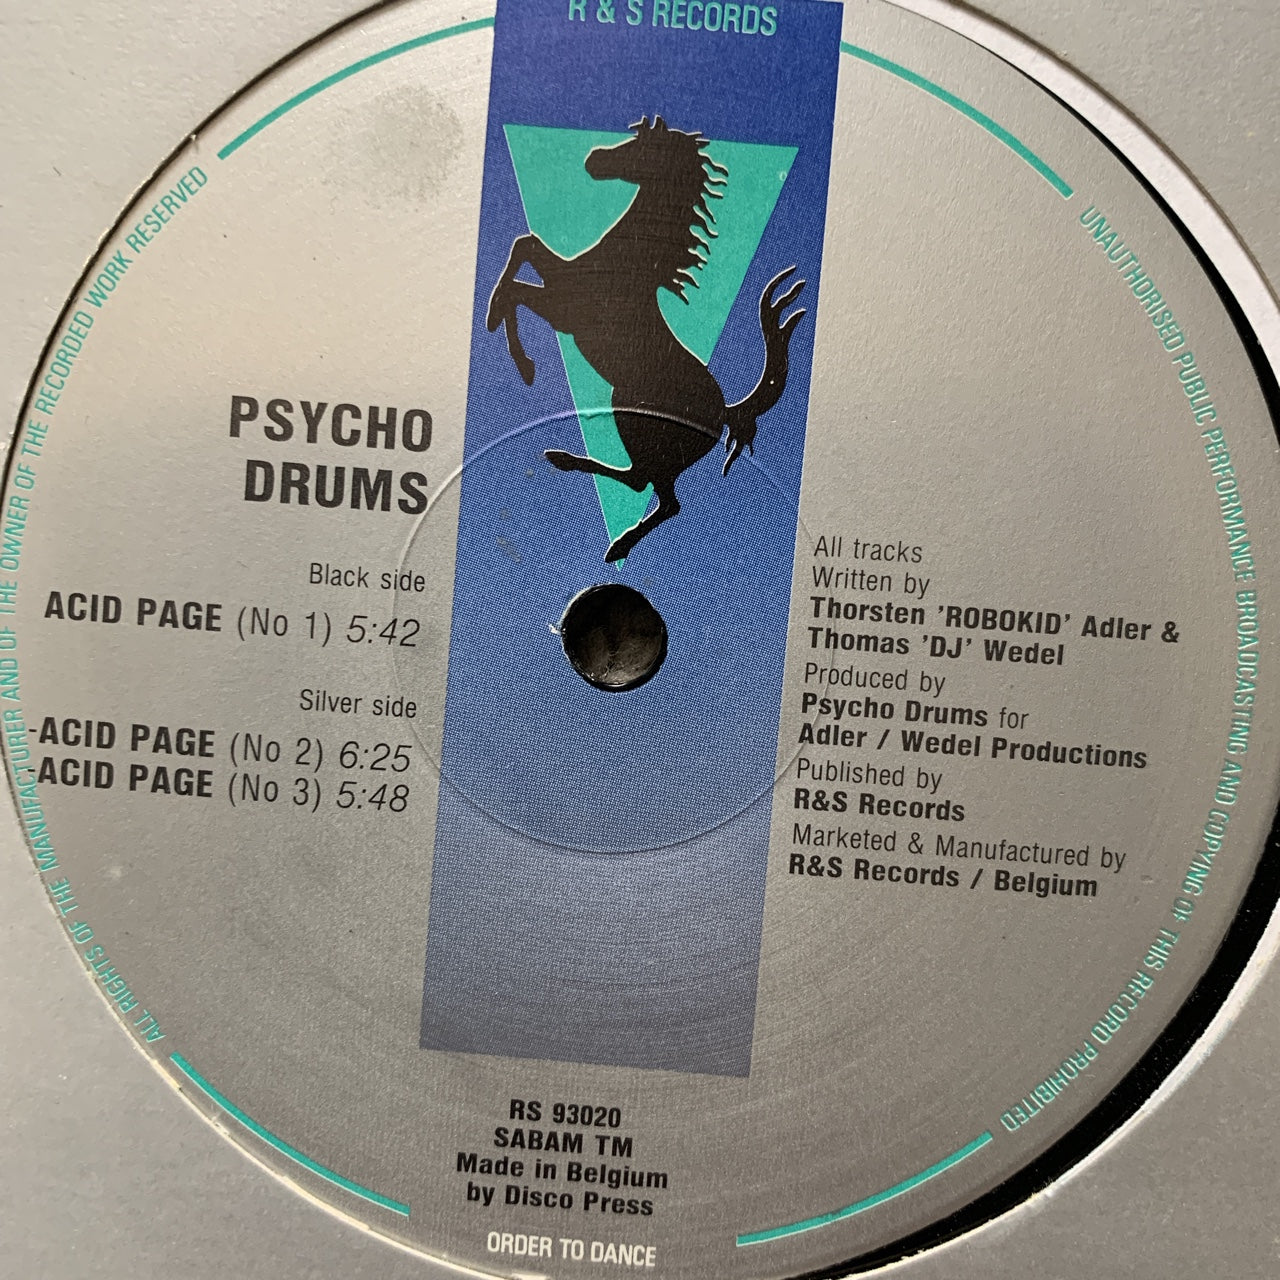 R & S RECORDS
PSYCHO
DRUMS
Black side
ACID PAGE (No 1) 5:42
Silver side
-ACID PAGE (No 2) 6:25
-ACID PAGE (No 3) 5:48
All tracks
Written by
Thorsten 'ROBOKID' Adler &
Thomas 'DJ' Wedel
Produced by
Psycho Drums for
Adler / Wedel Productions
Published by
R&S Records
Marketed & Manufactured by
R&S Records / Belgium
RS 93020
SABAM TM
Made in Belgium
by Disco Press
ORDER TO DANCE
ALL RIGHTS OF THE MANUFACTURER AND OF THE OWNER OF THE RECORDED WORK RESERVED
UNAUTHORISED PUBLIC PERFORMANCE BROADCASTING AND COPYING OF THIS RECORD PROHIBITED